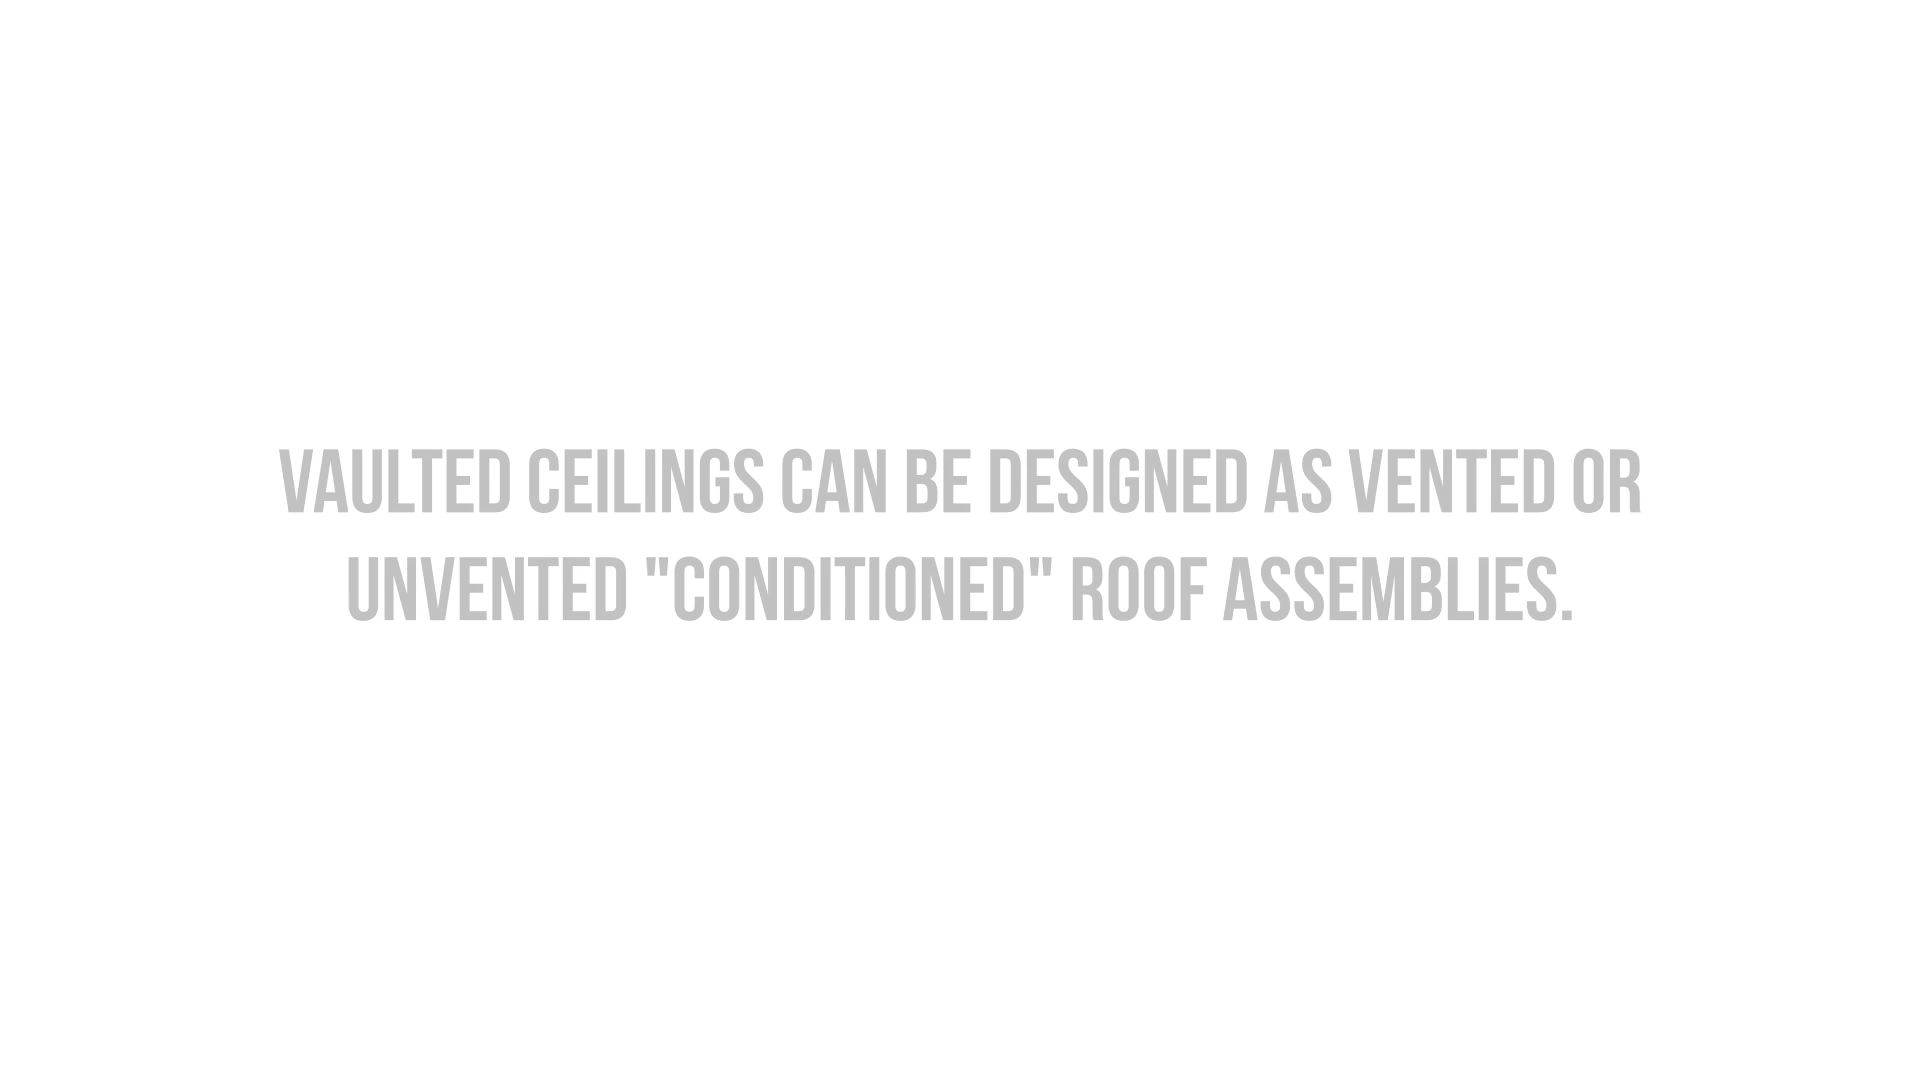 VAULTED CEILINGS CAN BE DESIGNED AS VENTED OR
UNVENTED "CONDITIONED" ROOF ASSEMBLIES.